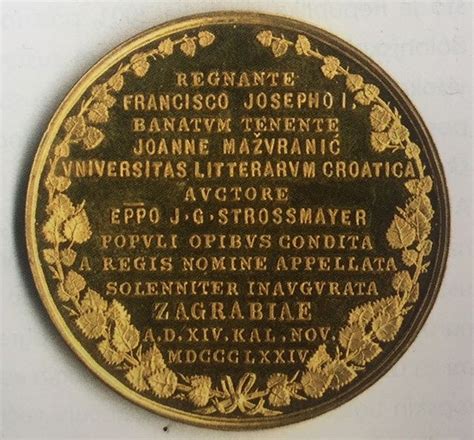 REGNANTE
FRANCISCO JOSEPHO I.
BANATVM TENENTE
JOANNE MAŽVRANIĆ
VNIVERSITAS LITTERARVM CROATICA
AVCTORE
EPP̄O J·G·STROSSMAYER
POPVLI OPIBVS CONDITA
A REGIS NOMINE APPELLATA
SOLENNITER INAVGVRATA
ZAGRABIAE
A.D.XIV.KAL.NOV.
MDCCCLXXIV.